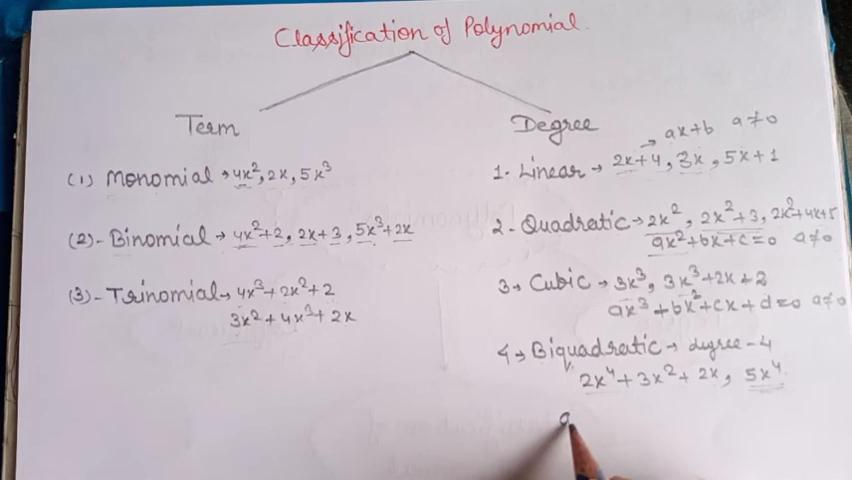 Classification of Polynomial.
Term
(1) Monomial → 4x², 2x, 5x³
(2)- Binomial → 4x²+2, 2x+3, 5x³+2x
(3)- Trinomial → 4x³+2x²+2
3x²+4x³+2x
Degree
→ ax+b a≠0
1- Linear → 2x+4, 3x, 5x+1
2- Quadratic → 2x², 2x²+3, 2x²+4x+5
ax²+bx+c=0 a≠0
3→ Cubic → 3x³, 3x³+2x+2
ax³+bx²+cx+d=0 a≠0
4→ Biquadratic → degree-4
2x⁴+3x²+2x, 5x⁴
a